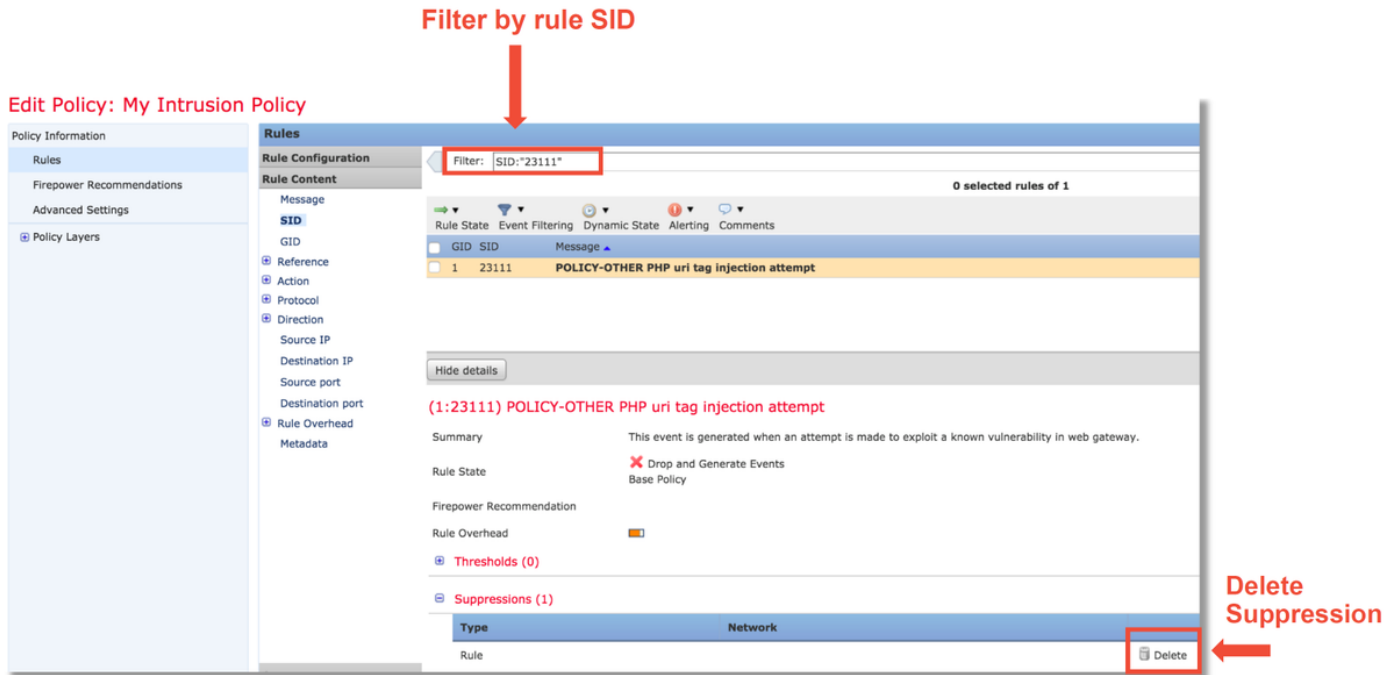 Filter by rule SID
Edit Policy: My Intrusion Policy
Policy Information
Rules
Firepower Recommendations
Advanced Settings
Policy Layers
Rules
Rule Configuration
Rule Content
Message
SID
GID
Reference
Action
Protocol
Direction
Source IP
Destination IP
Source port
Destination port
Rule Overhead
Metadata
Filter: SID:"23111"
0 selected rules of 1
Rule State Event Filtering Dynamic State Alerting Comments
GID SID Message
1 23111 POLICY-OTHER PHP uri tag injection attempt
Hide details
(1:23111) POLICY-OTHER PHP uri tag injection attempt
Summary This event is generated when an attempt is made to exploit a known vulnerability in web gateway.
Rule State Drop and Generate Events
Base Policy
Firepower Recommendation
Rule Overhead
Thresholds (0)
Suppressions (1)
Type Network
Rule Delete
Delete
Suppression